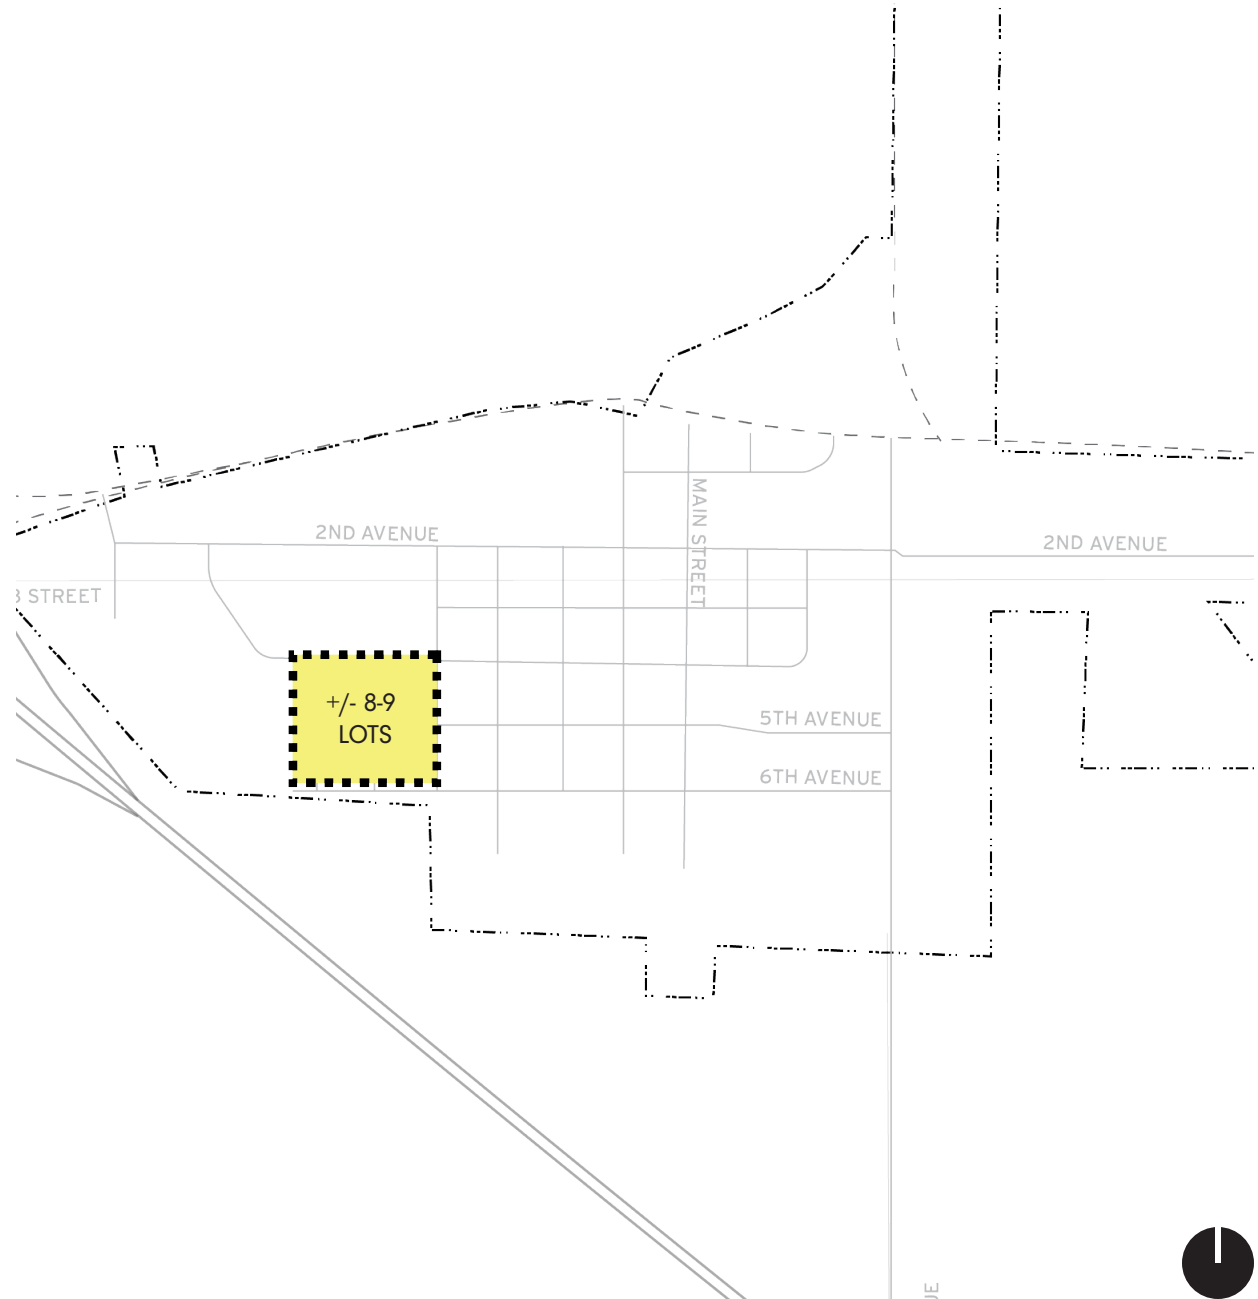 MAIN STREET
2ND AVENUE
2ND AVENUE
STREET
+/- 8-9
LOTS
5TH AVENUE
6TH AVENUE